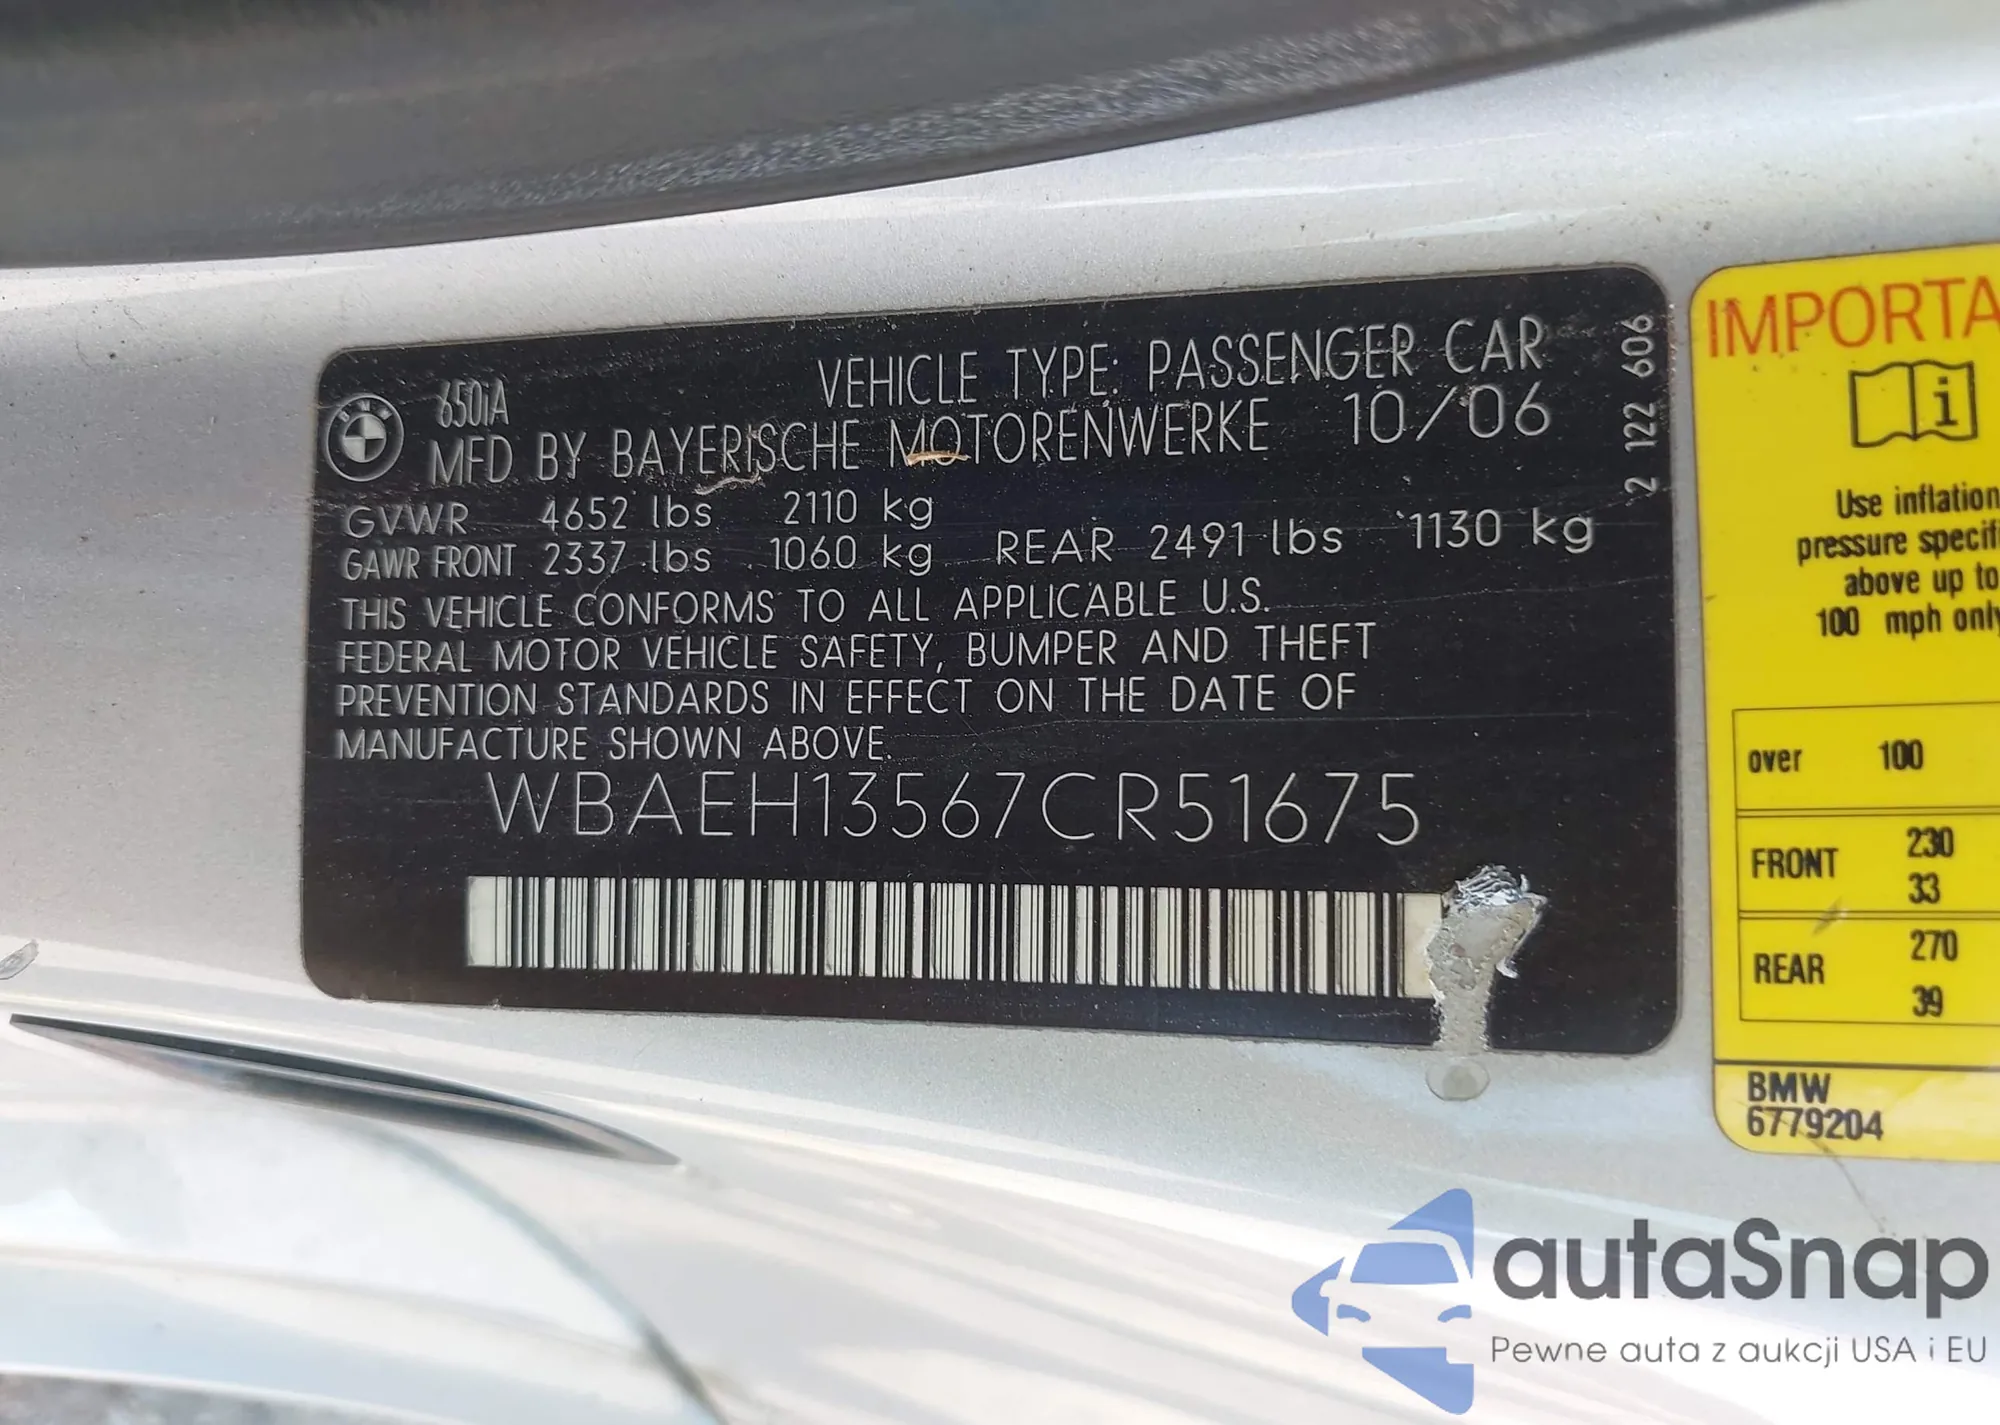 650iA
VEHICLE TYPE: PASSENGER CAR
MFD BY BAYERISCHE MOTORENWERKE 10/06
GVWR 4652 lbs 2110 kg
GAWR FRONT 2337 lbs 1060 kg REAR 2491 lbs 1130 kg
THIS VEHICLE CONFORMS TO ALL APPLICABLE U.S.
FEDERAL MOTOR VEHICLE SAFETY, BUMPER AND THEFT
PREVENTION STANDARDS IN EFFECT ON THE DATE OF
MANUFACTURE SHOWN ABOVE.
WBAEH13567CR51675
2 122 606
IMPORTA
i
Use inflation
pressure specifi
above up to
100 mph only
over 100
FRONT 230
33
REAR 270
39
BMW
6779204
autaSnap
Pewne auta z aukcji USA i EU